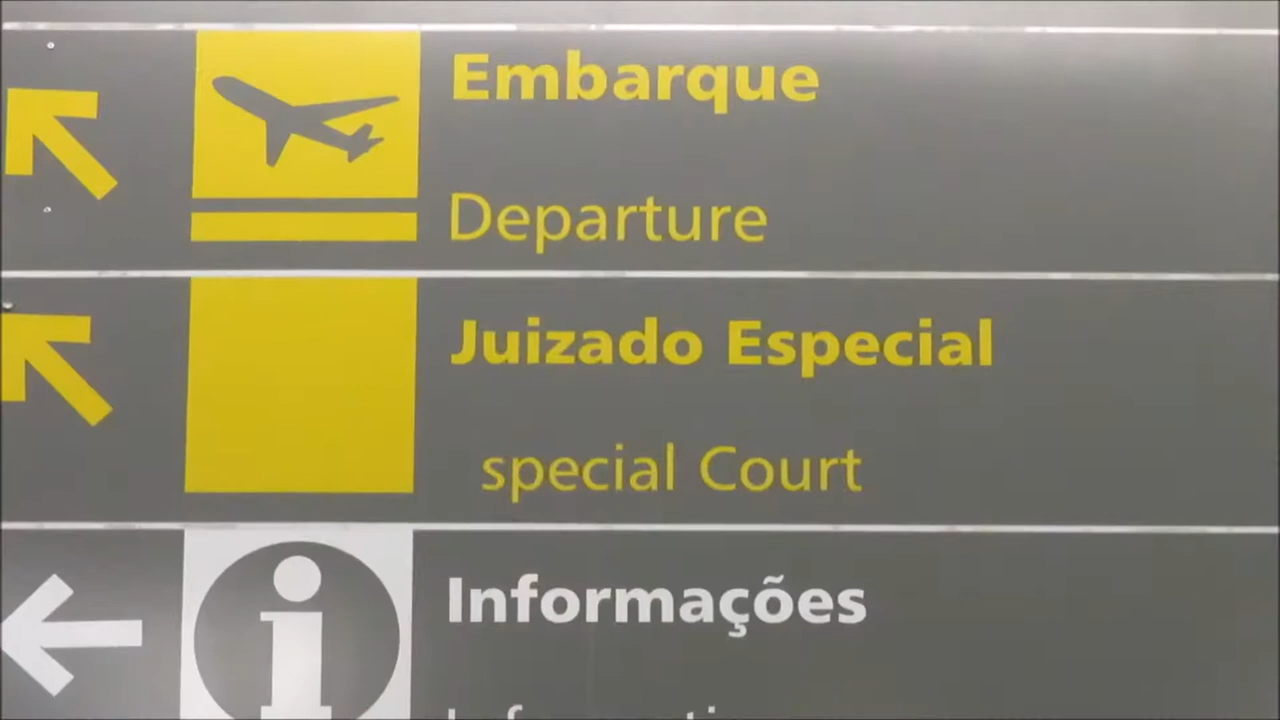 Embarque
Departure
Juizado Especial
special Court
Informações